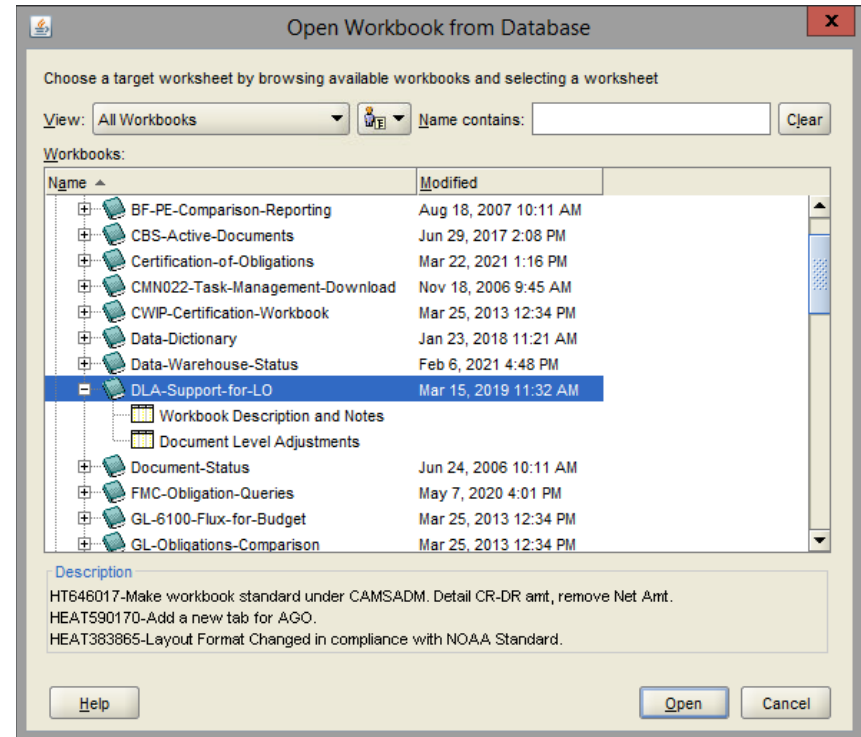 Open Workbook from Database
x
Choose a target worksheet by browsing available workbooks and selecting a worksheet
View: All Workbooks Name contains: Clear
Workbooks:
Name Modified
BF-PE-Comparison-Reporting Aug 18, 2007 10:11 AM
CBS-Active-Documents Jun 29, 2017 2:08 PM
Certification-of-Obligations Mar 22, 2021 1:16 PM
CMN022-Task-Management-Download Nov 18, 2006 9:45 AM
CWIP-Certification-Workbook Mar 25, 2013 12:34 PM
Data-Dictionary Jan 23, 2018 11:21 AM
Data-Warehouse-Status Feb 6, 2021 4:48 PM
DLA-Support-for-LO Mar 15, 2019 11:32 AM
Workbook Description and Notes
Document Level Adjustments
Document-Status Jun 24, 2006 10:11 AM
FMC-Obligation-Queries May 7, 2020 4:01 PM
GL-6100-Flux-for-Budget Mar 25, 2013 12:34 PM
GL-Obligations-Comparison Mar 25, 2013 12:34 PM
Description
HT646017-Make workbook standard under CAMSADM. Detail CR-DR amt, remove Net Amt.
HEAT590170-Add a new tab for AGO.
HEAT383865-Layout Format Changed in compliance with NOAA Standard.
Help Open Cancel